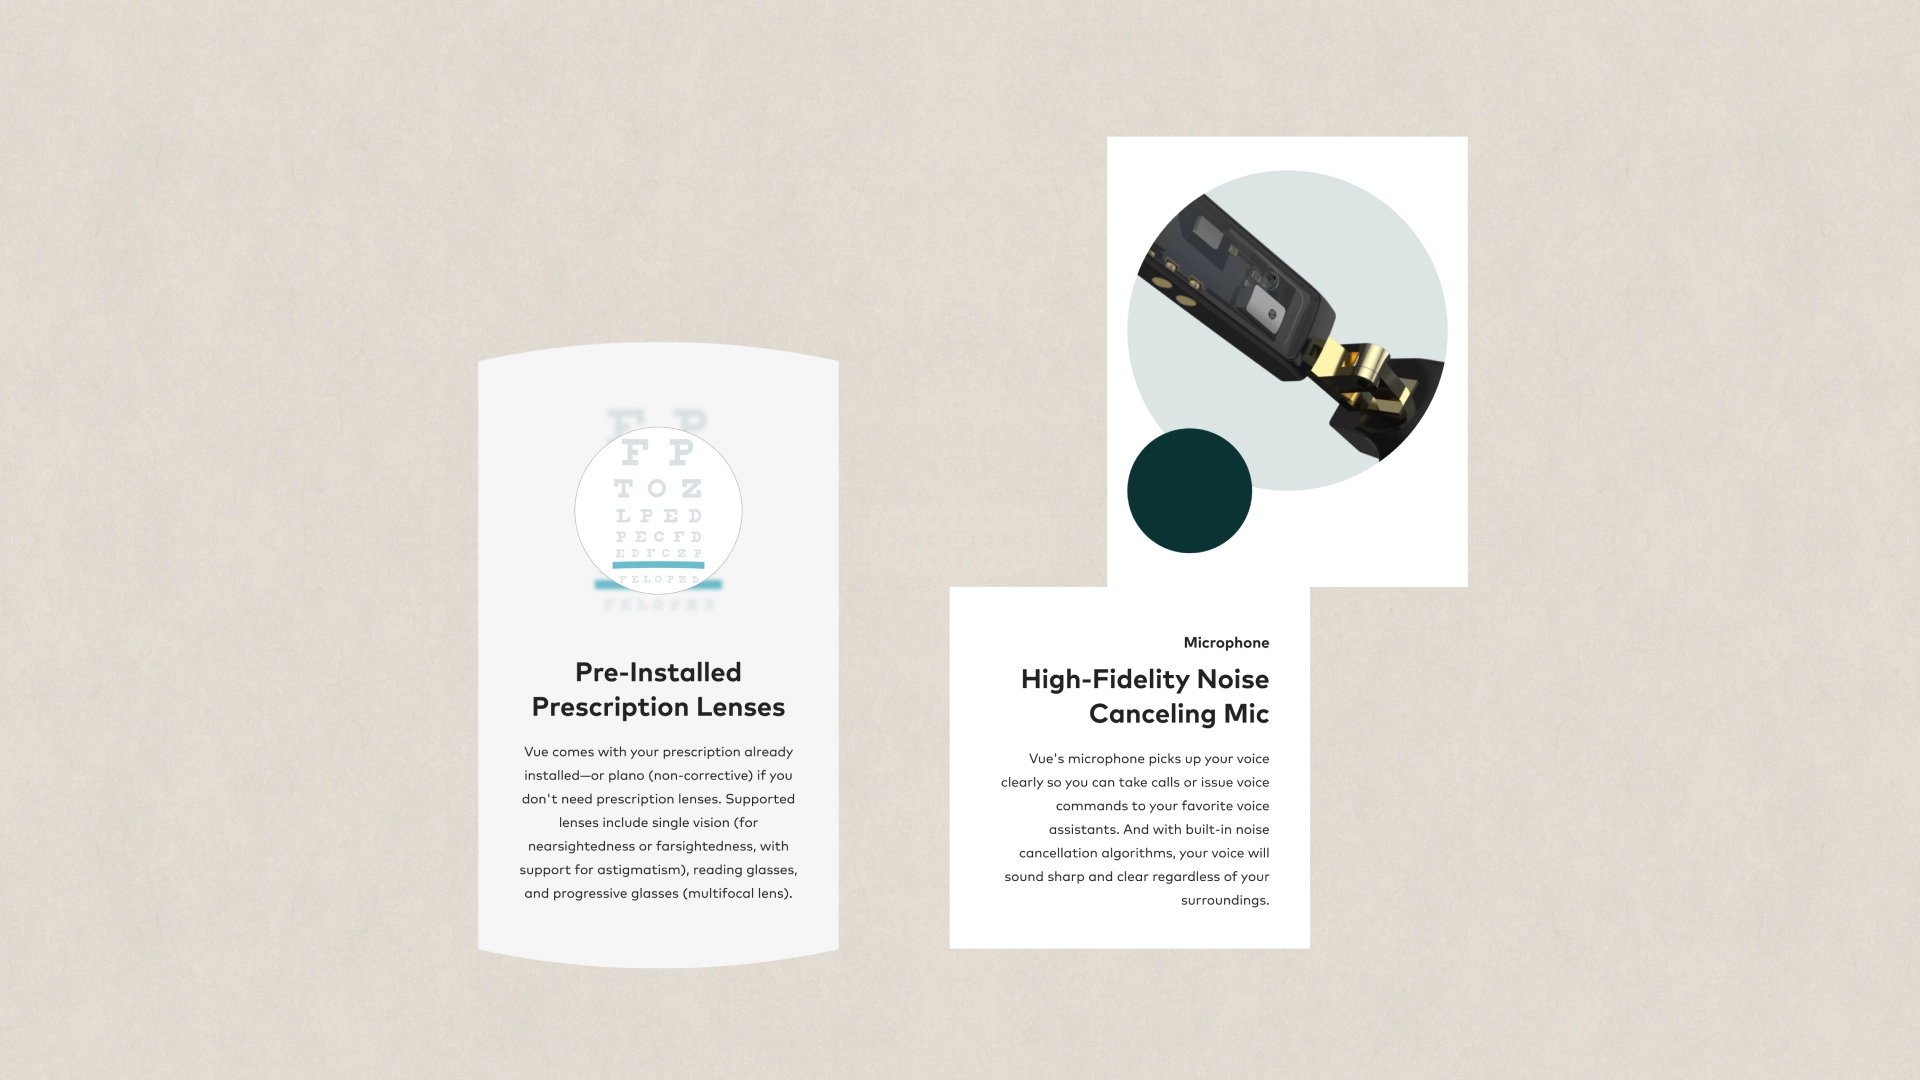 F P
F P
T O Z
L P E D
P E C F D
E D F C Z P
F E L O P Z D
F E L O P E Z
Pre-Installed
Prescription Lenses
Vue comes with your prescription already
installed—or plano (non-corrective) if you
don't need prescription lenses. Supported
lenses include single vision (for
nearsightedness or farsightedness, with
support for astigmatism), reading glasses,
and progressive glasses (multifocal lens).
Microphone
High-Fidelity Noise
Canceling Mic
Vue's microphone picks up your voice
clearly so you can take calls or issue voice
commands to your favorite voice
assistants. And with built-in noise
cancellation algorithms, your voice will
sound sharp and clear regardless of your
surroundings.